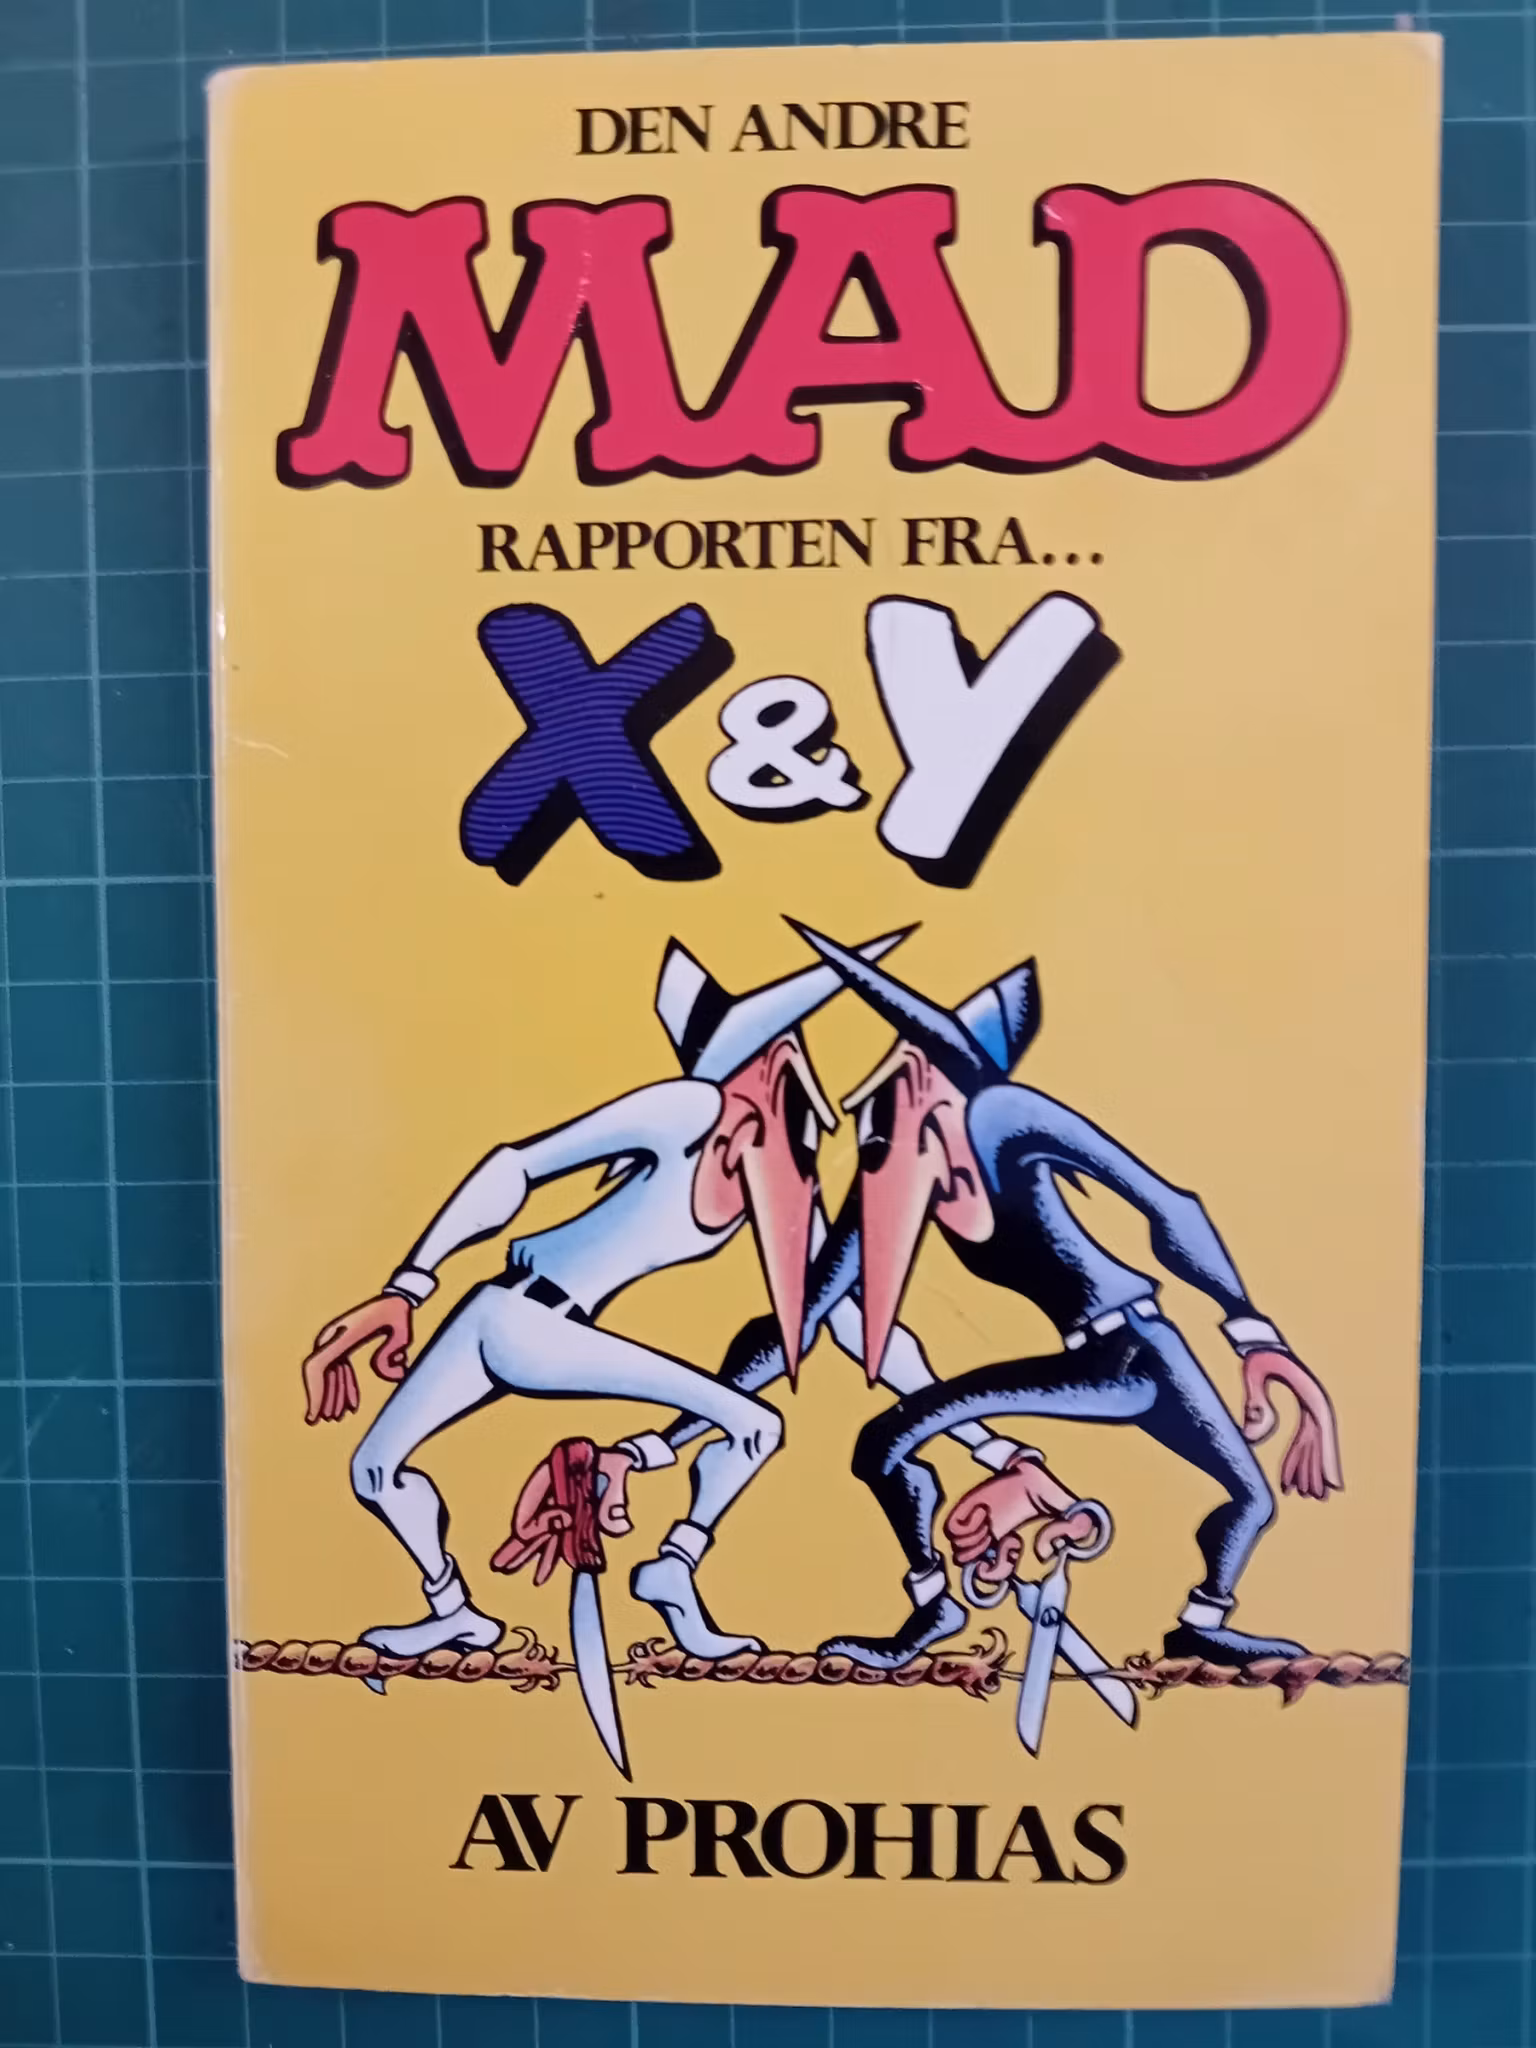 DEN ANDRE
MAD
RAPPORTEN FRA...
X & Y
AV PROHIAS